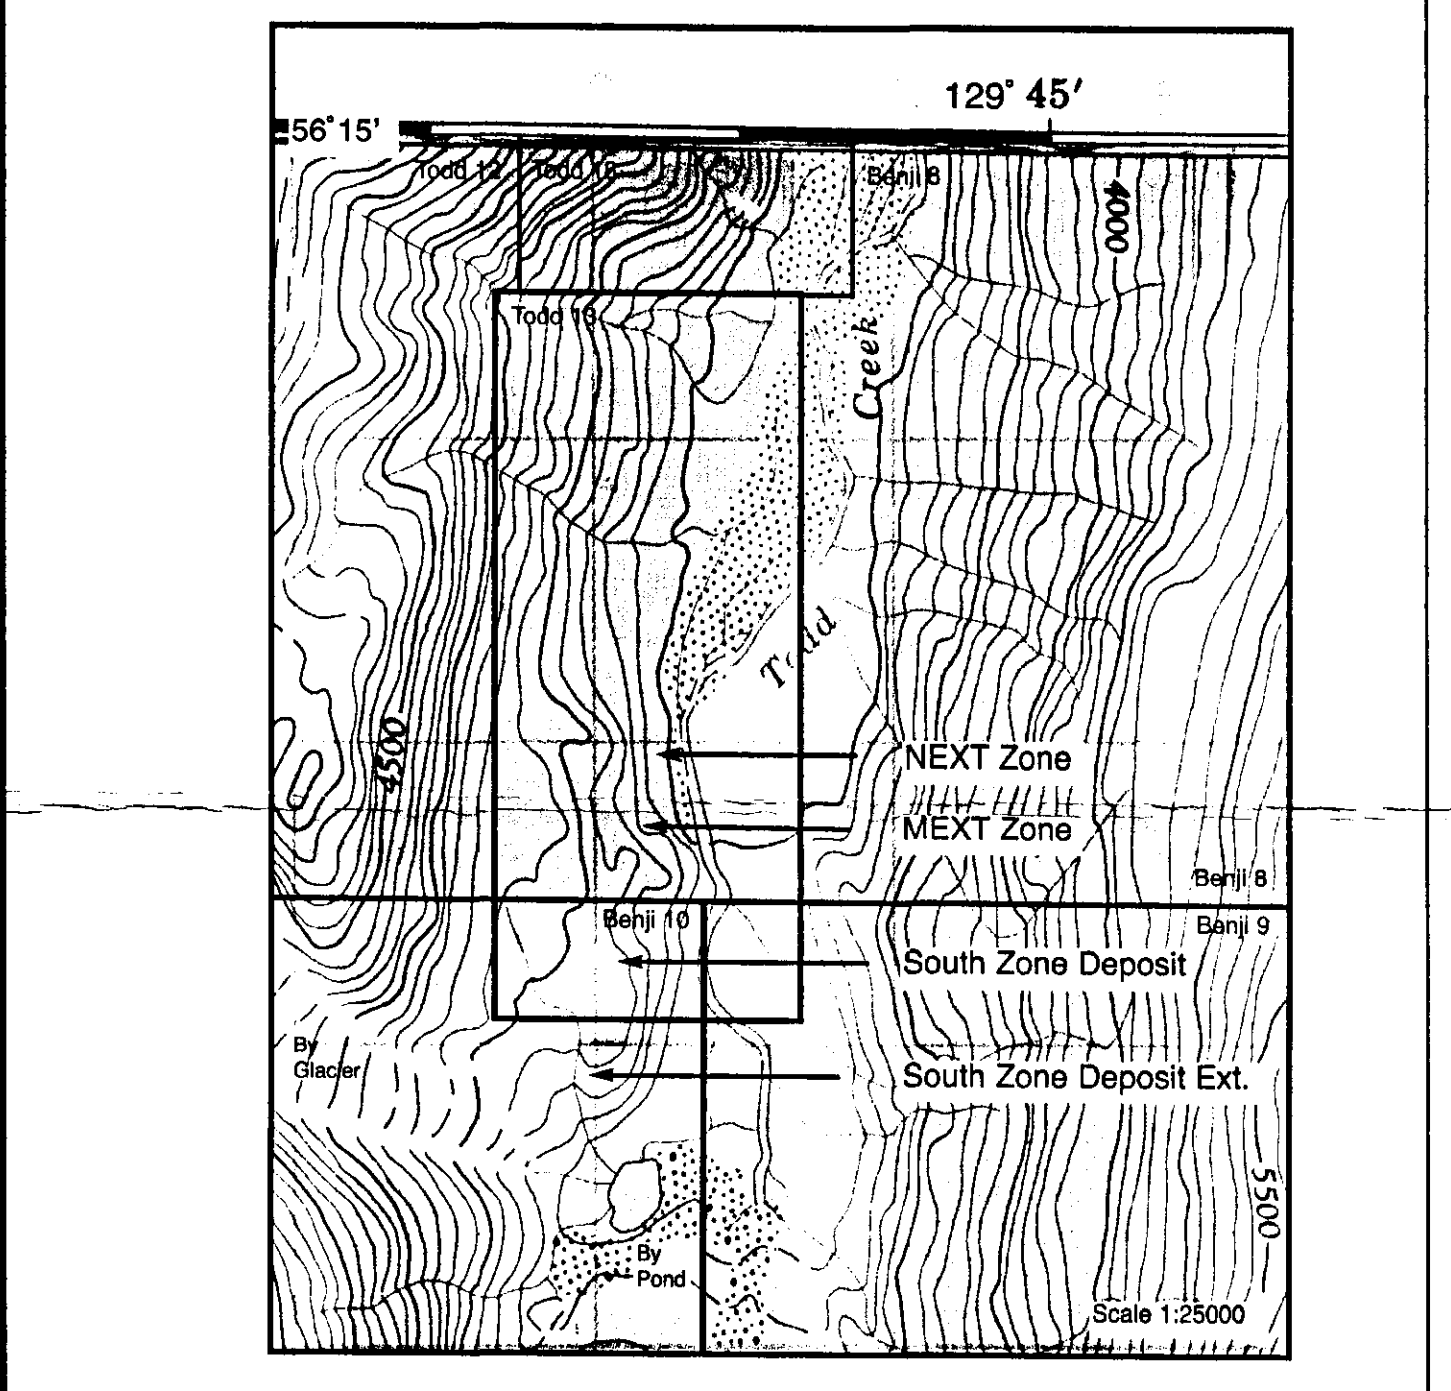 129° 45′
56°15'
Todd 12
Todd 16
Benji 8
4000
Todd 13
Creek
Todd
4500
NEXT Zone
MEXT Zone
Benji 8
Benji 10
Benji 9
South Zone Deposit
By
Glacier
South Zone Deposit Ext.
5500
By
Pond
Scale 1:25000